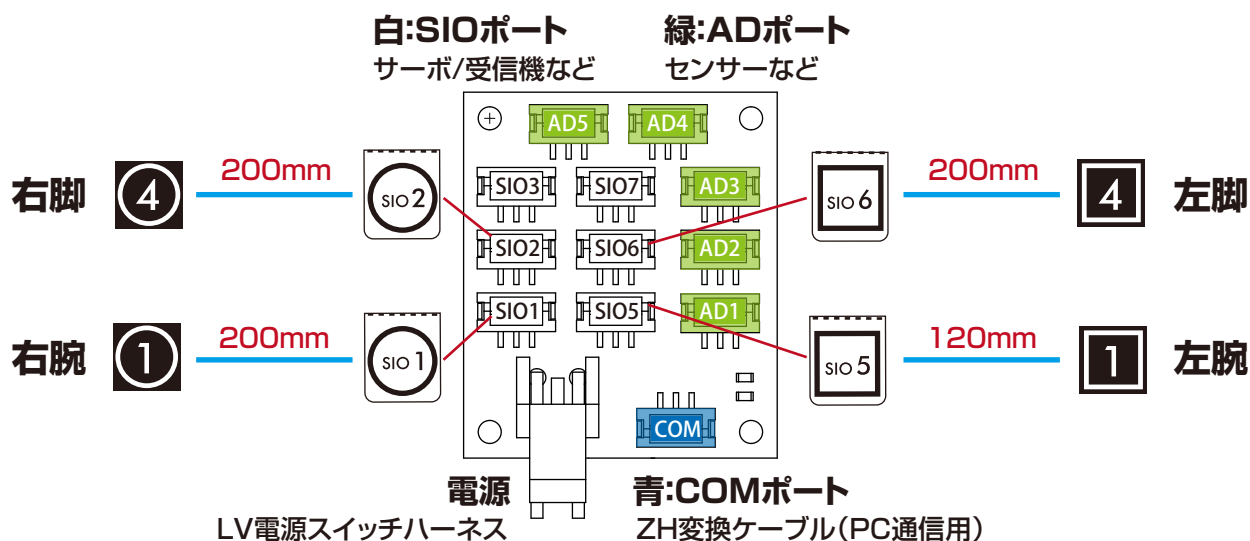 白:SIOポート
サーボ/受信機など
緑:ADポート
センサーなど
AD5
AD4
右脚
4
200mm
SIO 2
SIO3
SIO7
AD3
SIO 6
200mm
4
左脚
SIO2
SIO6
AD2
右腕
1
200mm
SIO 1
SIO1
SIO5
AD1
SIO 5
120mm
1
左腕
COM
電源
LV電源スイッチハーネス
青:COMポート
ZH変換ケーブル(PC通信用)